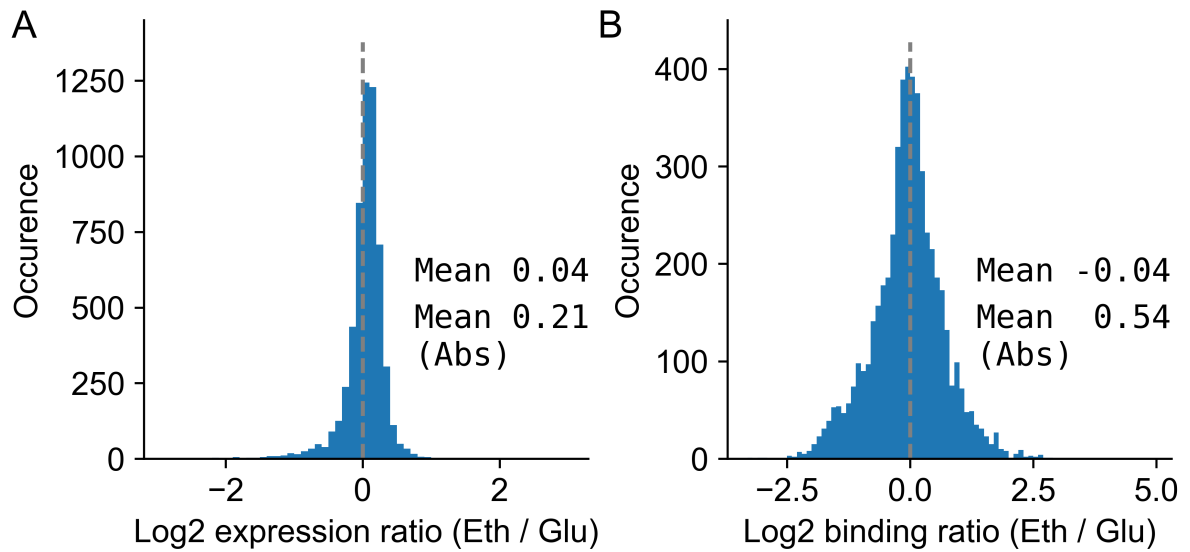 A
Occurence
1250
1000
750
500
250
0
−2
0
2
Log2 expression ratio (Eth / Glu)
Mean 0.04
Mean 0.21
(Abs)
B
Occurence
400
300
200
100
0
−2.5
0.0
2.5
5.0
Log2 binding ratio (Eth / Glu)
Mean -0.04
Mean  0.54
(Abs)